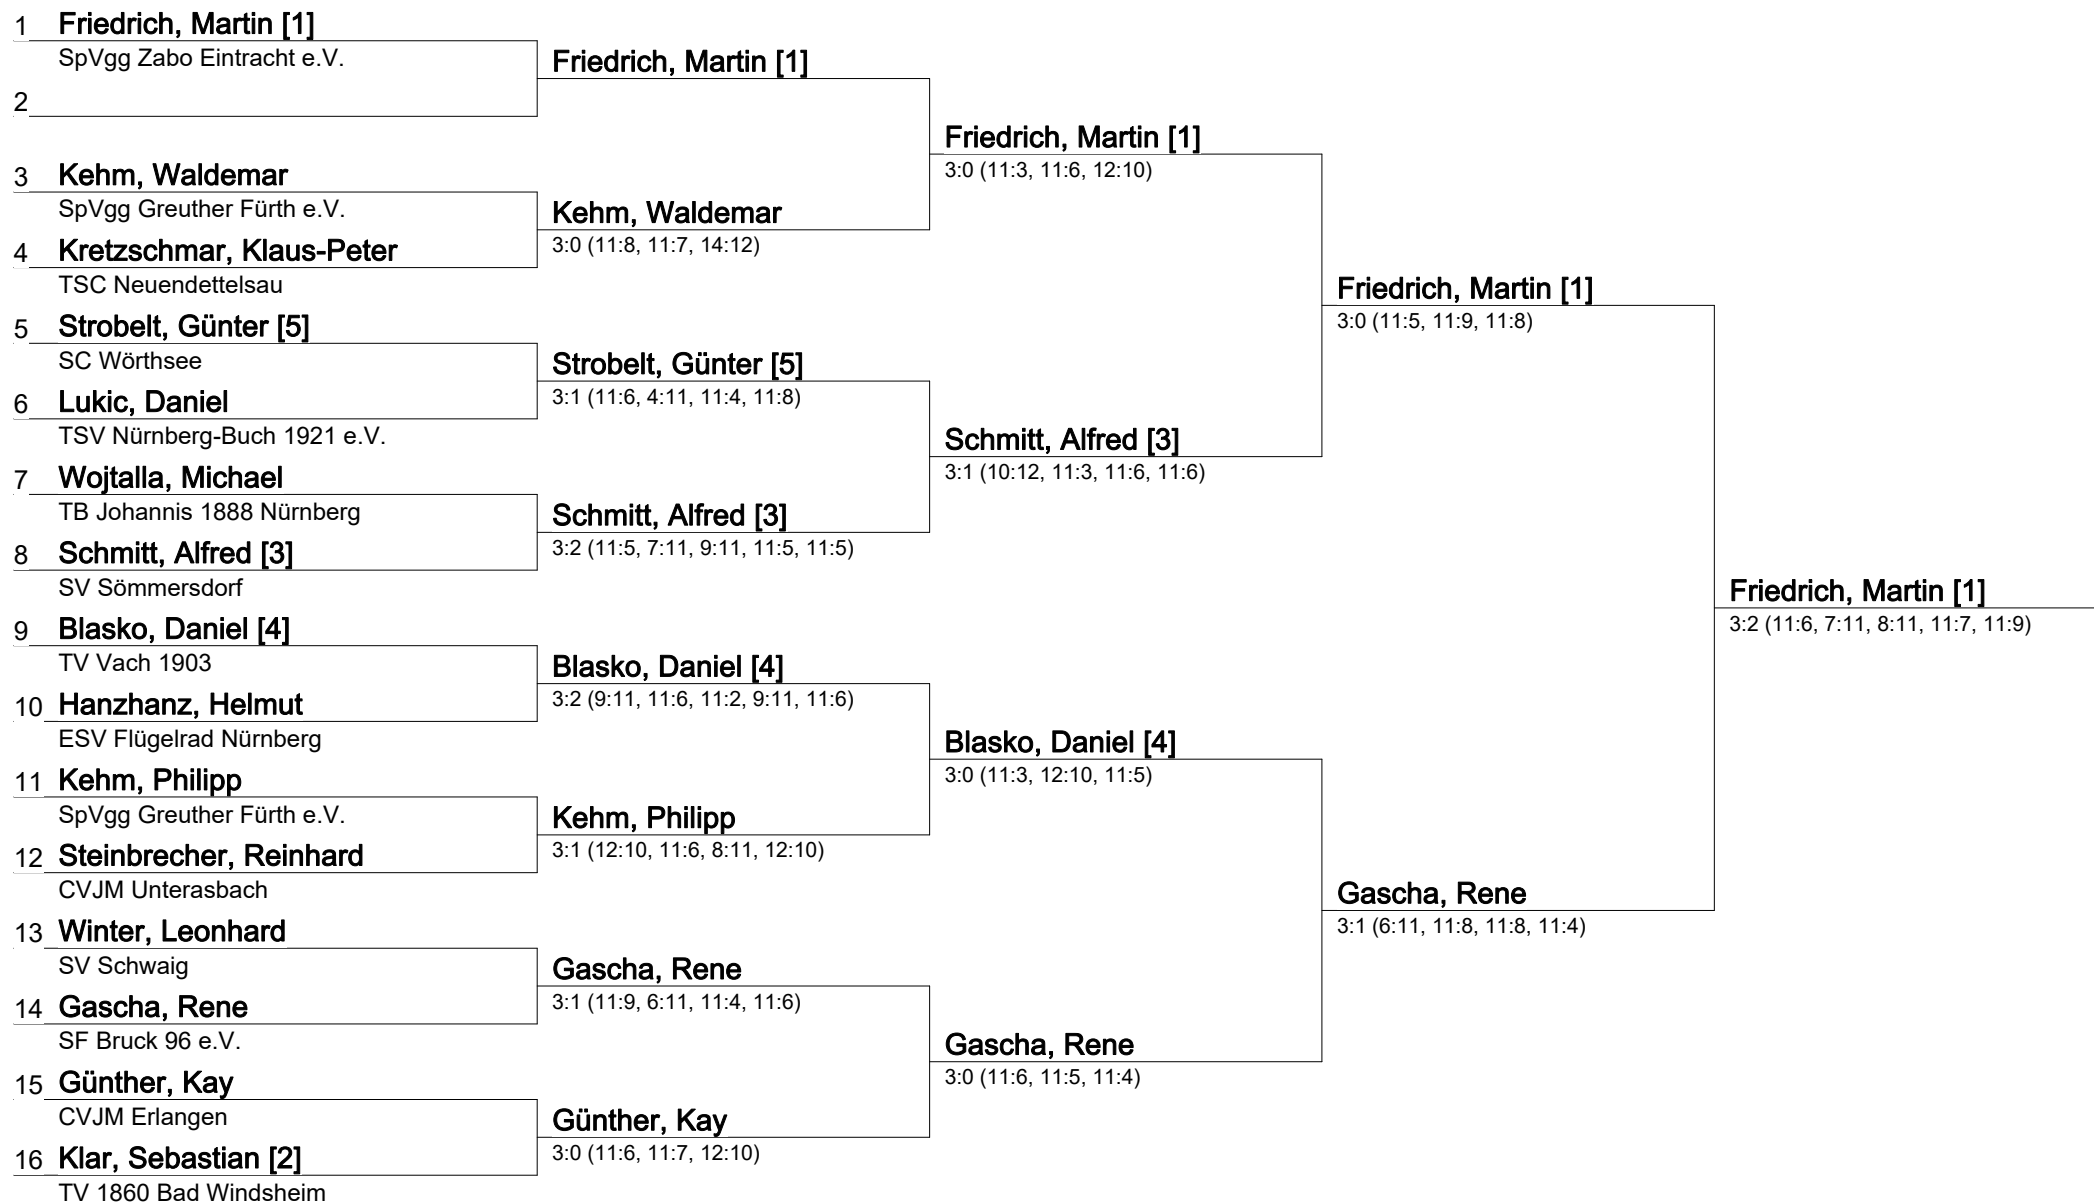 1 Friedrich, Martin [1]
SpVgg Zabo Eintracht e.V.
Friedrich, Martin [1]
2
Friedrich, Martin [1]
3:0 (11:3, 11:6, 12:10)
3 Kehm, Waldemar
SpVgg Greuther Fürth e.V.
Kehm, Waldemar
3:0 (11:8, 11:7, 14:12)
4 Kretzschmar, Klaus-Peter
TSC Neuendettelsau
Friedrich, Martin [1]
3:0 (11:5, 11:9, 11:8)
5 Strobelt, Günter [5]
SC Wörthsee
Strobelt, Günter [5]
3:1 (11:6, 4:11, 11:4, 11:8)
6 Lukic, Daniel
TSV Nürnberg-Buch 1921 e.V.
Schmitt, Alfred [3]
3:1 (10:12, 11:3, 11:6, 11:6)
7 Wojtalla, Michael
TB Johannis 1888 Nürnberg
Schmitt, Alfred [3]
3:2 (11:5, 7:11, 9:11, 11:5, 11:5)
8 Schmitt, Alfred [3]
SV Sömmersdorf
Friedrich, Martin [1]
3:2 (11:6, 7:11, 8:11, 11:7, 11:9)
9 Blasko, Daniel [4]
TV Vach 1903
Blasko, Daniel [4]
3:2 (9:11, 11:6, 11:2, 9:11, 11:6)
10 Hanzhanz, Helmut
ESV Flügelrad Nürnberg
Blasko, Daniel [4]
3:0 (11:3, 12:10, 11:5)
11 Kehm, Philipp
SpVgg Greuther Fürth e.V.
Kehm, Philipp
3:1 (12:10, 11:6, 8:11, 12:10)
12 Steinbrecher, Reinhard
CVJM Unterasbach
Gascha, Rene
3:1 (6:11, 11:8, 11:8, 11:4)
13 Winter, Leonhard
SV Schwaig
Gascha, Rene
3:1 (11:9, 6:11, 11:4, 11:6)
14 Gascha, Rene
SF Bruck 96 e.V.
Gascha, Rene
3:0 (11:6, 11:5, 11:4)
15 Günther, Kay
CVJM Erlangen
Günther, Kay
3:0 (11:6, 11:7, 12:10)
16 Klar, Sebastian [2]
TV 1860 Bad Windsheim